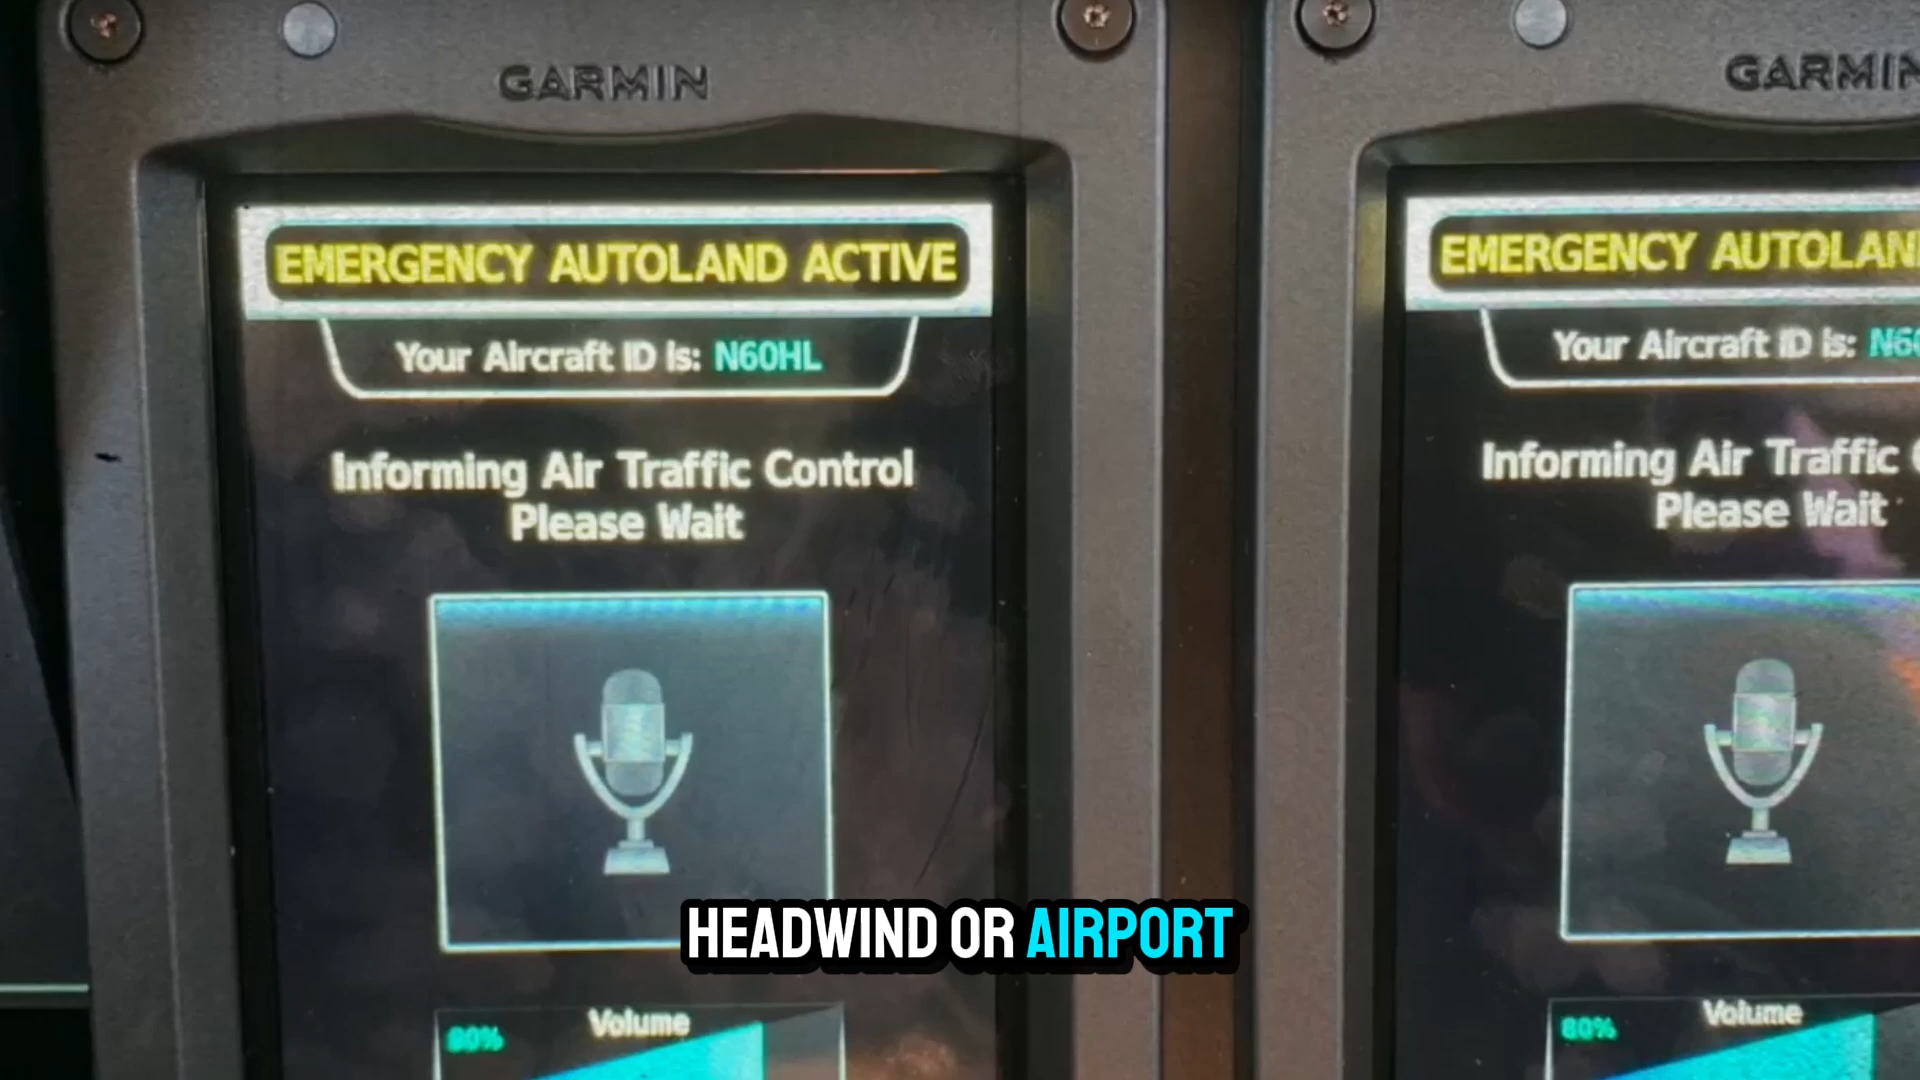 GARMIN
EMERGENCY AUTOLAND ACTIVE
Your Aircraft ID is: N60HL
Informing Air Traffic Control
Please Wait
80%
Volume
GARMIN
EMERGENCY AUTOLAN
Your Aircraft ID is: N60
Informing Air Traffic
Please Wait
80%
Volume
HEADWIND OR AIRPORT